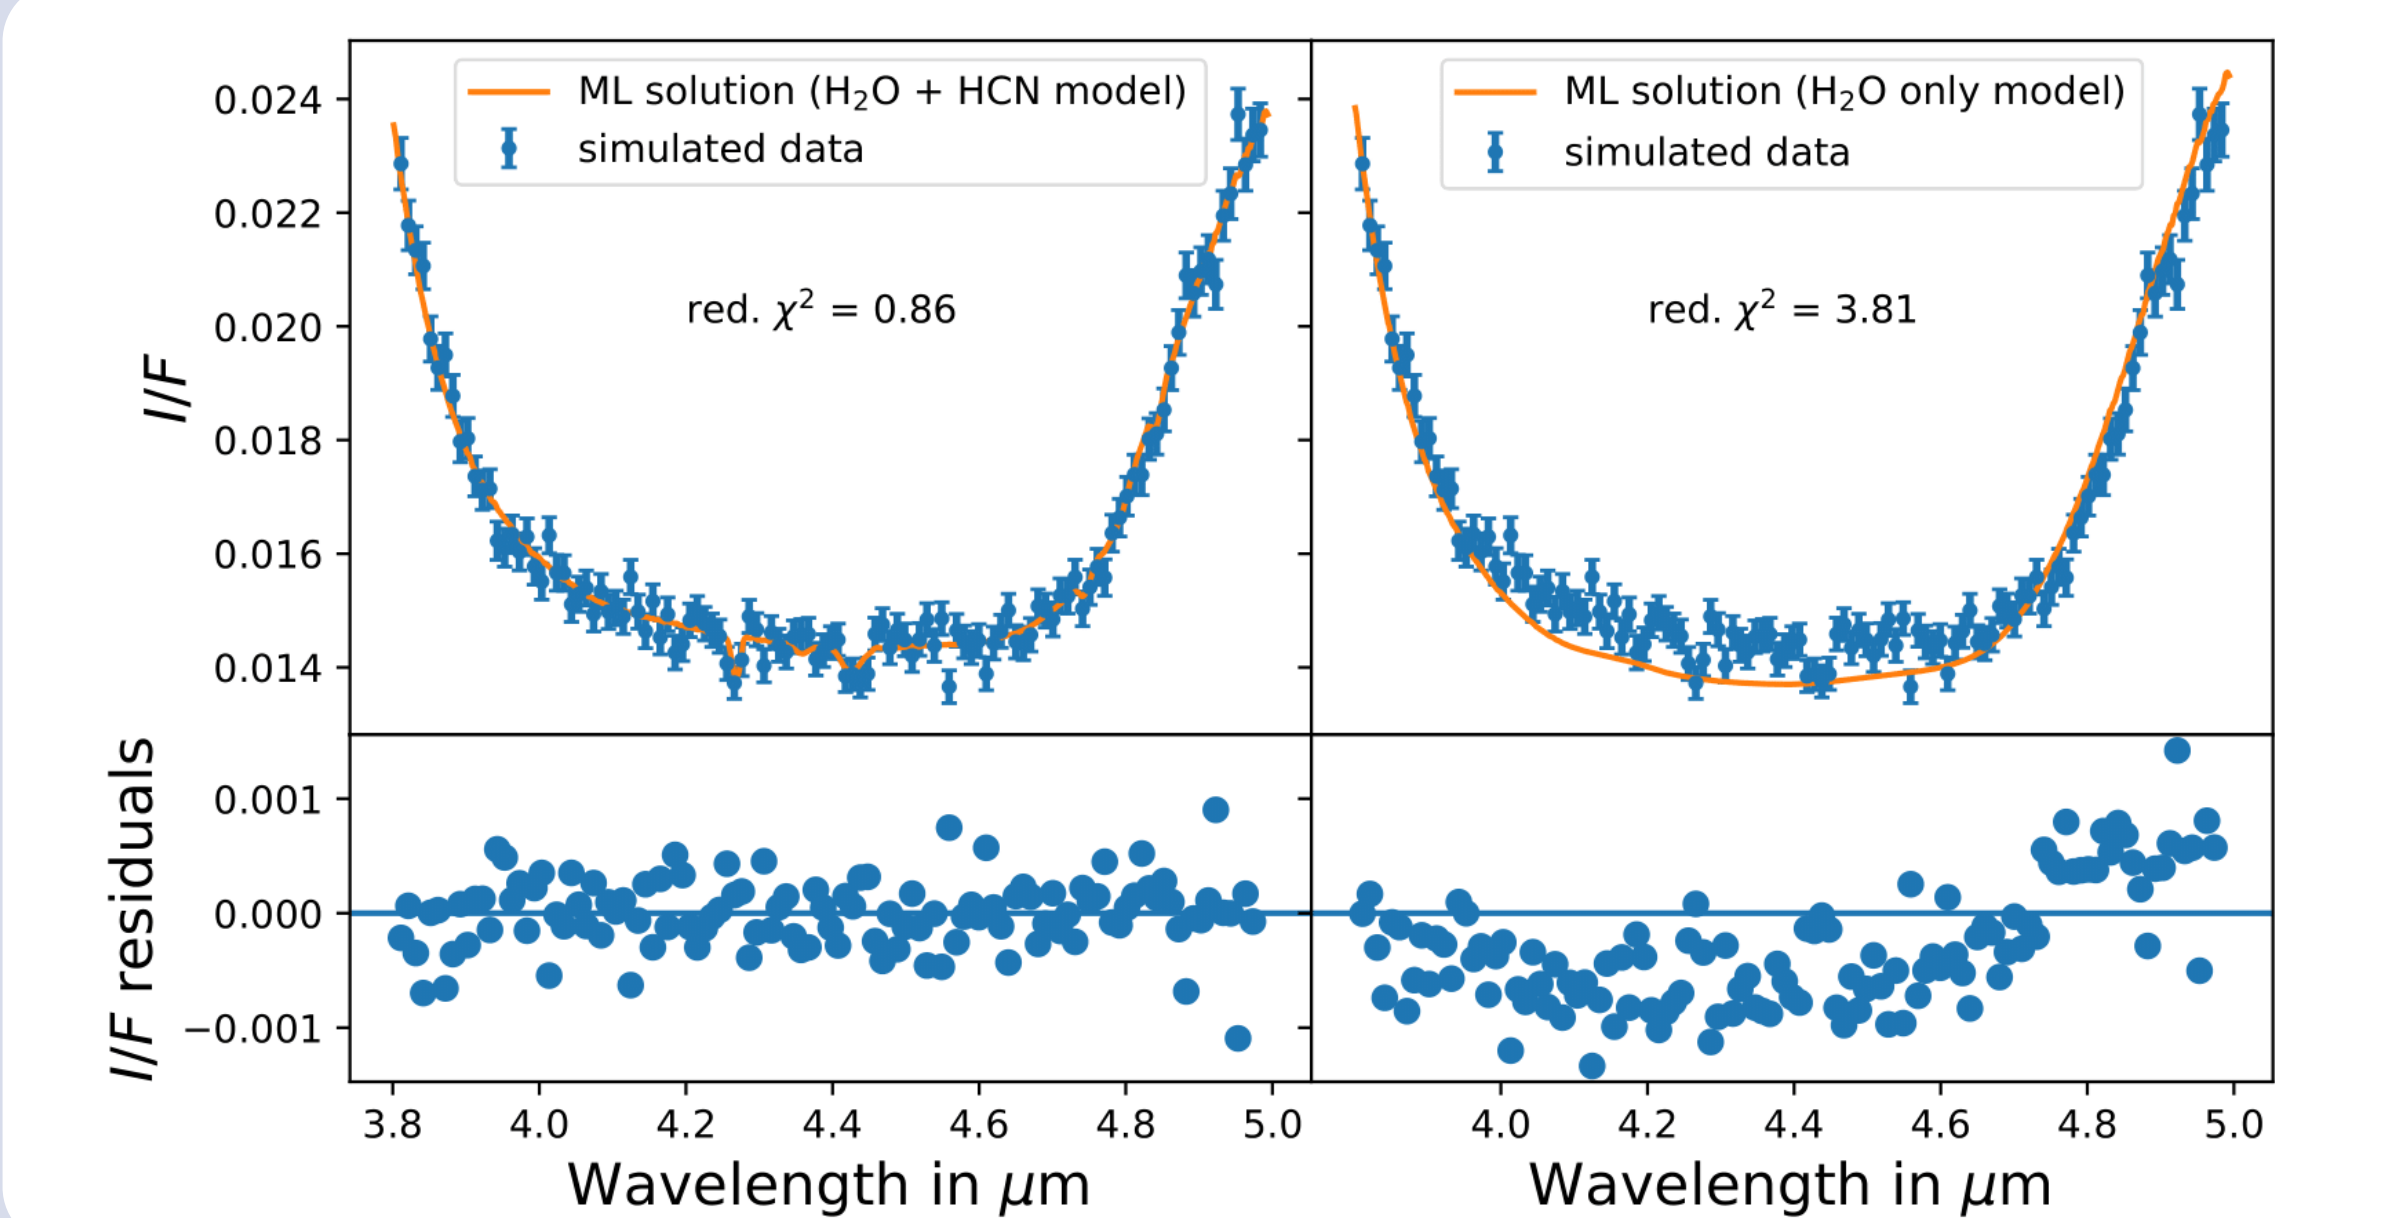 ML solution (H₂O + HCN model)
simulated data
red. χ² = 0.86
ML solution (H₂O only model)
simulated data
red. χ² = 3.81
I/F
0.024
0.022
0.020
0.018
0.016
0.014
I/F residuals
0.001
0.000
−0.001
3.8 4.0 4.2 4.4 4.6 4.8 5.0
4.0 4.2 4.4 4.6 4.8 5.0
Wavelength in μm
Wavelength in μm